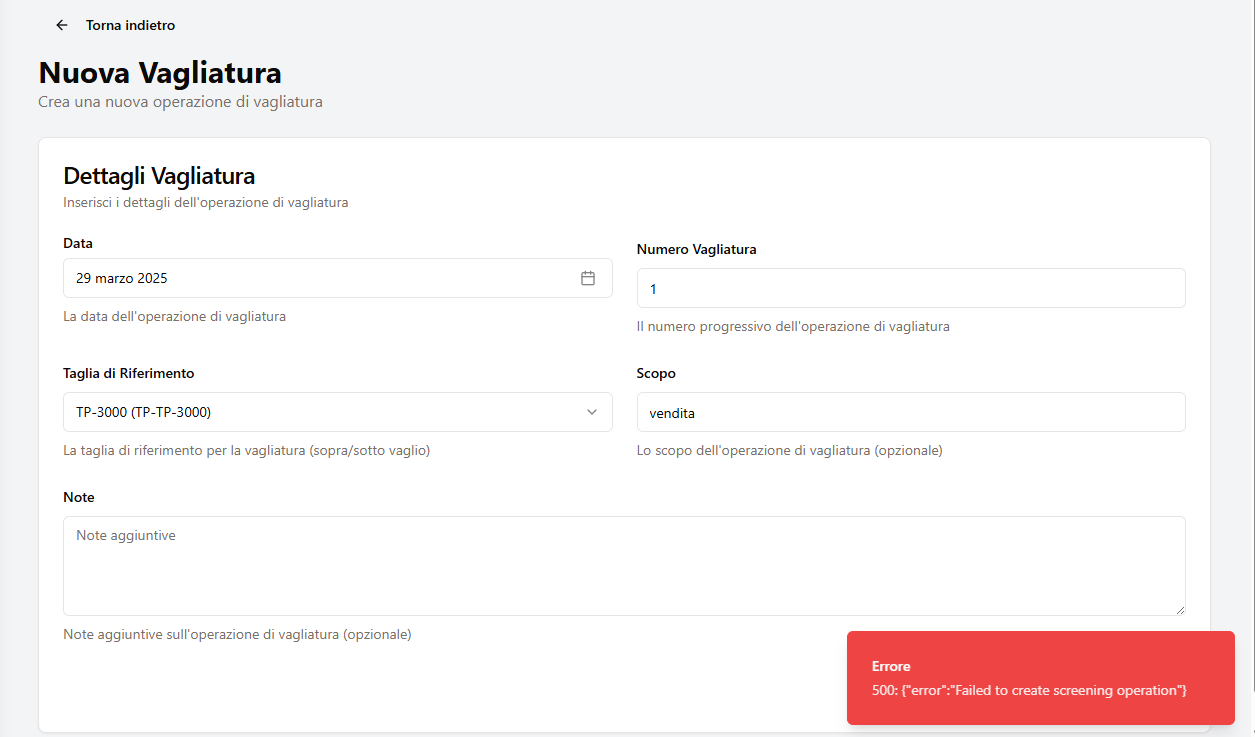 Torna indietro
Nuova Vagliatura
Crea una nuova operazione di vagliatura
Dettagli Vagliatura
Inserisci i dettagli dell'operazione di vagliatura
Data
29 marzo 2025
La data dell'operazione di vagliatura
Numero Vagliatura
1
Il numero progressivo dell'operazione di vagliatura
Taglia di Riferimento
TP-3000 (TP-TP-3000)
La taglia di riferimento per la vagliatura (sopra/sotto vaglio)
Scopo
vendita
Lo scopo dell'operazione di vagliatura (opzionale)
Note
Note aggiuntive
Note aggiuntive sull'operazione di vagliatura (opzionale)
Errore
500: {"error":"Failed to create screening operation"}